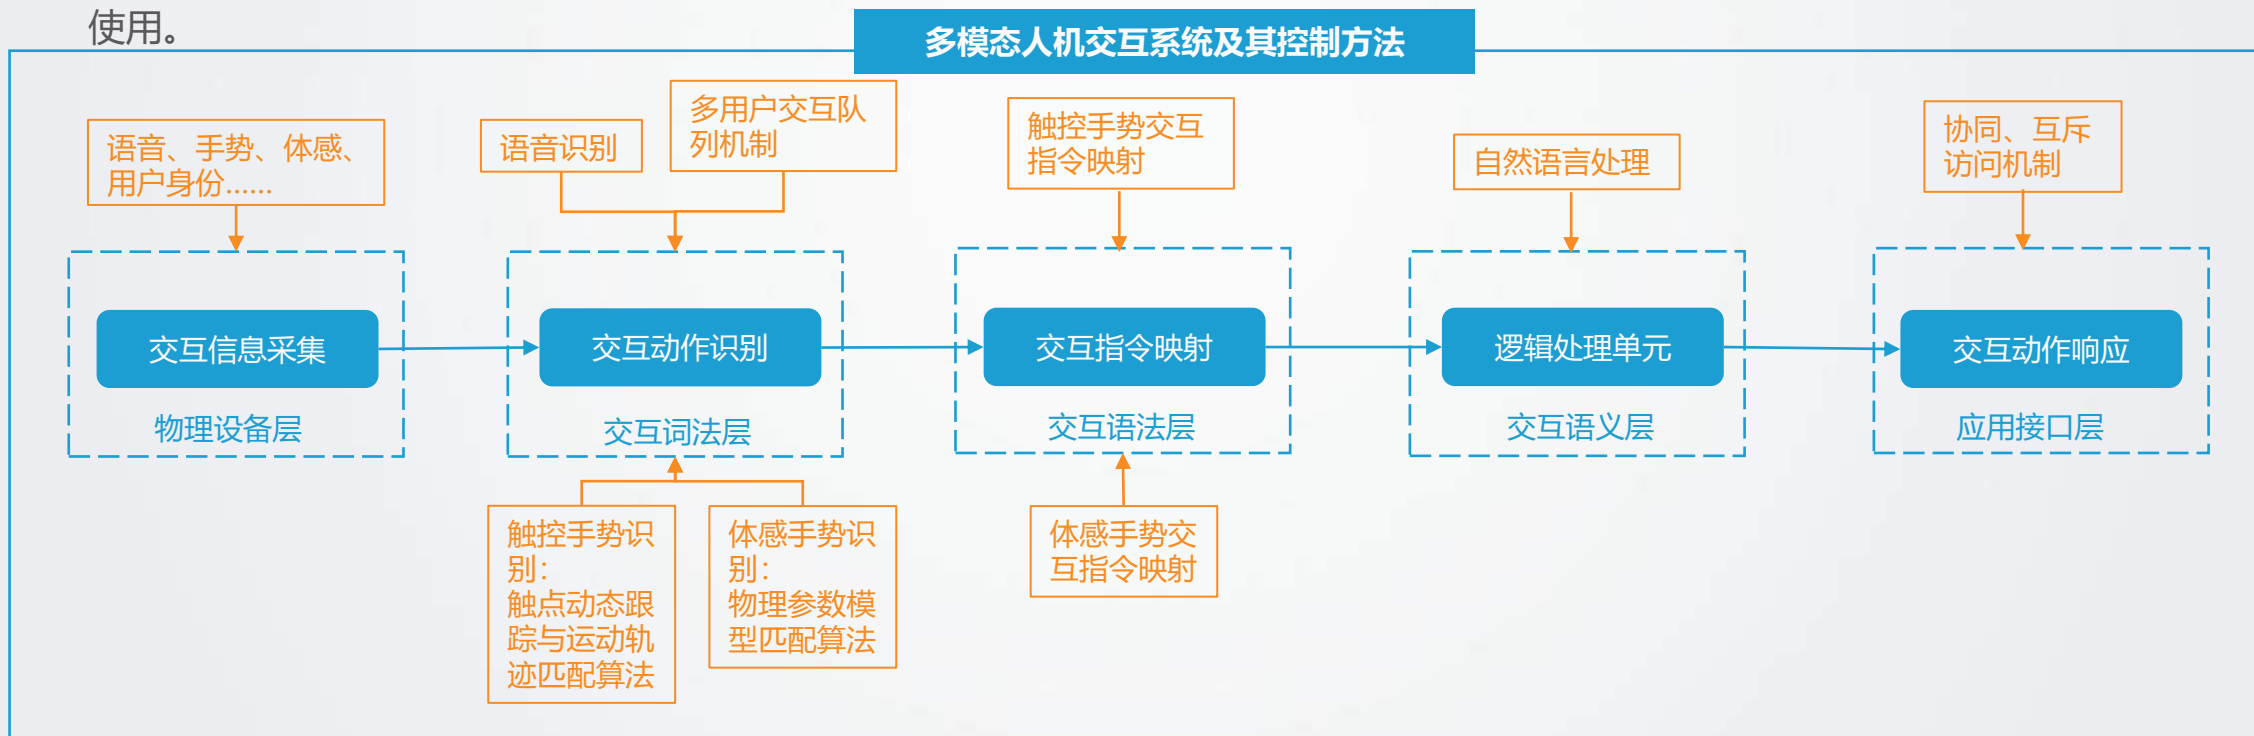 使用。
多模态人机交互系统及其控制方法
语音、手势、体感、
用户身份……
语音识别
多用户交互队
列机制
触控手势交互
指令映射
自然语言处理
协同、互斥
访问机制
交互信息采集
物理设备层
交互动作识别
交互词法层
交互指令映射
交互语法层
逻辑处理单元
交互语义层
交互动作响应
应用接口层
触控手势识
别：
触点动态跟
踪与运动轨
迹匹配算法
体感手势识
别：
物理参数模
型匹配算法
体感手势交
互指令映射